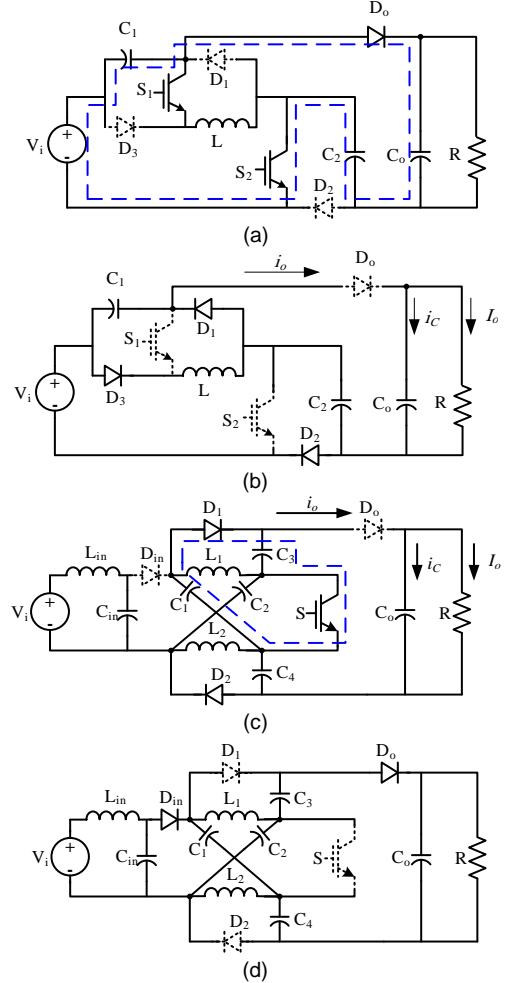 C1
Do
S1
D1
Vi
+
-
D3
L
S2
C2
Co
R
D2
(a)
io
Do
C1
S1
D1
iC
Io
Vi
+
-
D3
L
S2
C2
Co
R
D2
(b)
D1
io
Do
Lin
Din
L1
C3
iC
Io
Vi
+
-
Cin
C1
C2
S
Co
R
L2
D2
C4
(c)
D1
Do
Lin
Din
L1
C3
Vi
+
-
Cin
C1
C2
S
Co
R
L2
D2
C4
(d)